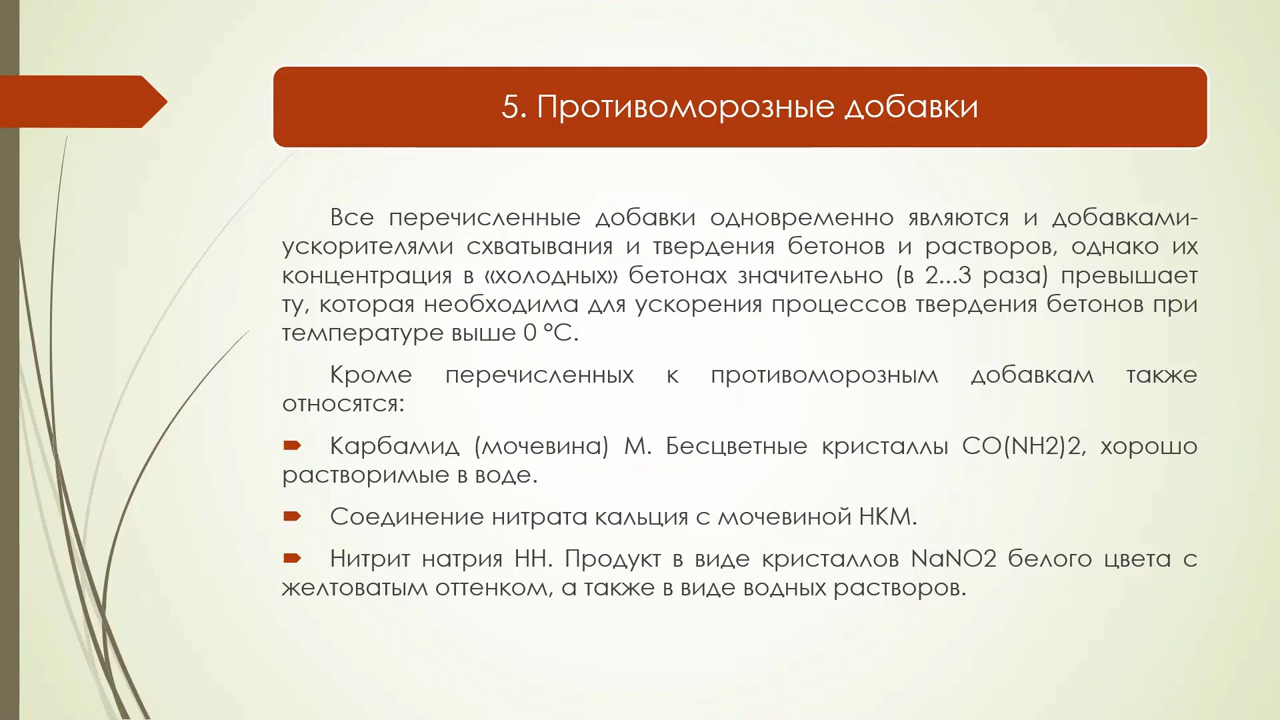 5. Противоморозные добавки
Все перечисленные добавки одновременно являются и добавками-
ускорителями схватывания и твердения бетонов и растворов, однако их
концентрация в «холодных» бетонах значительно (в 2...3 раза) превышает
ту, которая необходима для ускорения процессов твердения бетонов при
температуре выше 0 °С.
Кроме перечисленных к противоморозным добавкам также
относятся:
Карбамид (мочевина) М. Бесцветные кристаллы CO(NH2)2, хорошо
растворимые в воде.
Соединение нитрата кальция с мочевиной НКМ.
Нитрит натрия НН. Продукт в виде кристаллов NaNO2 белого цвета с
желтоватым оттенком, а также в виде водных растворов.